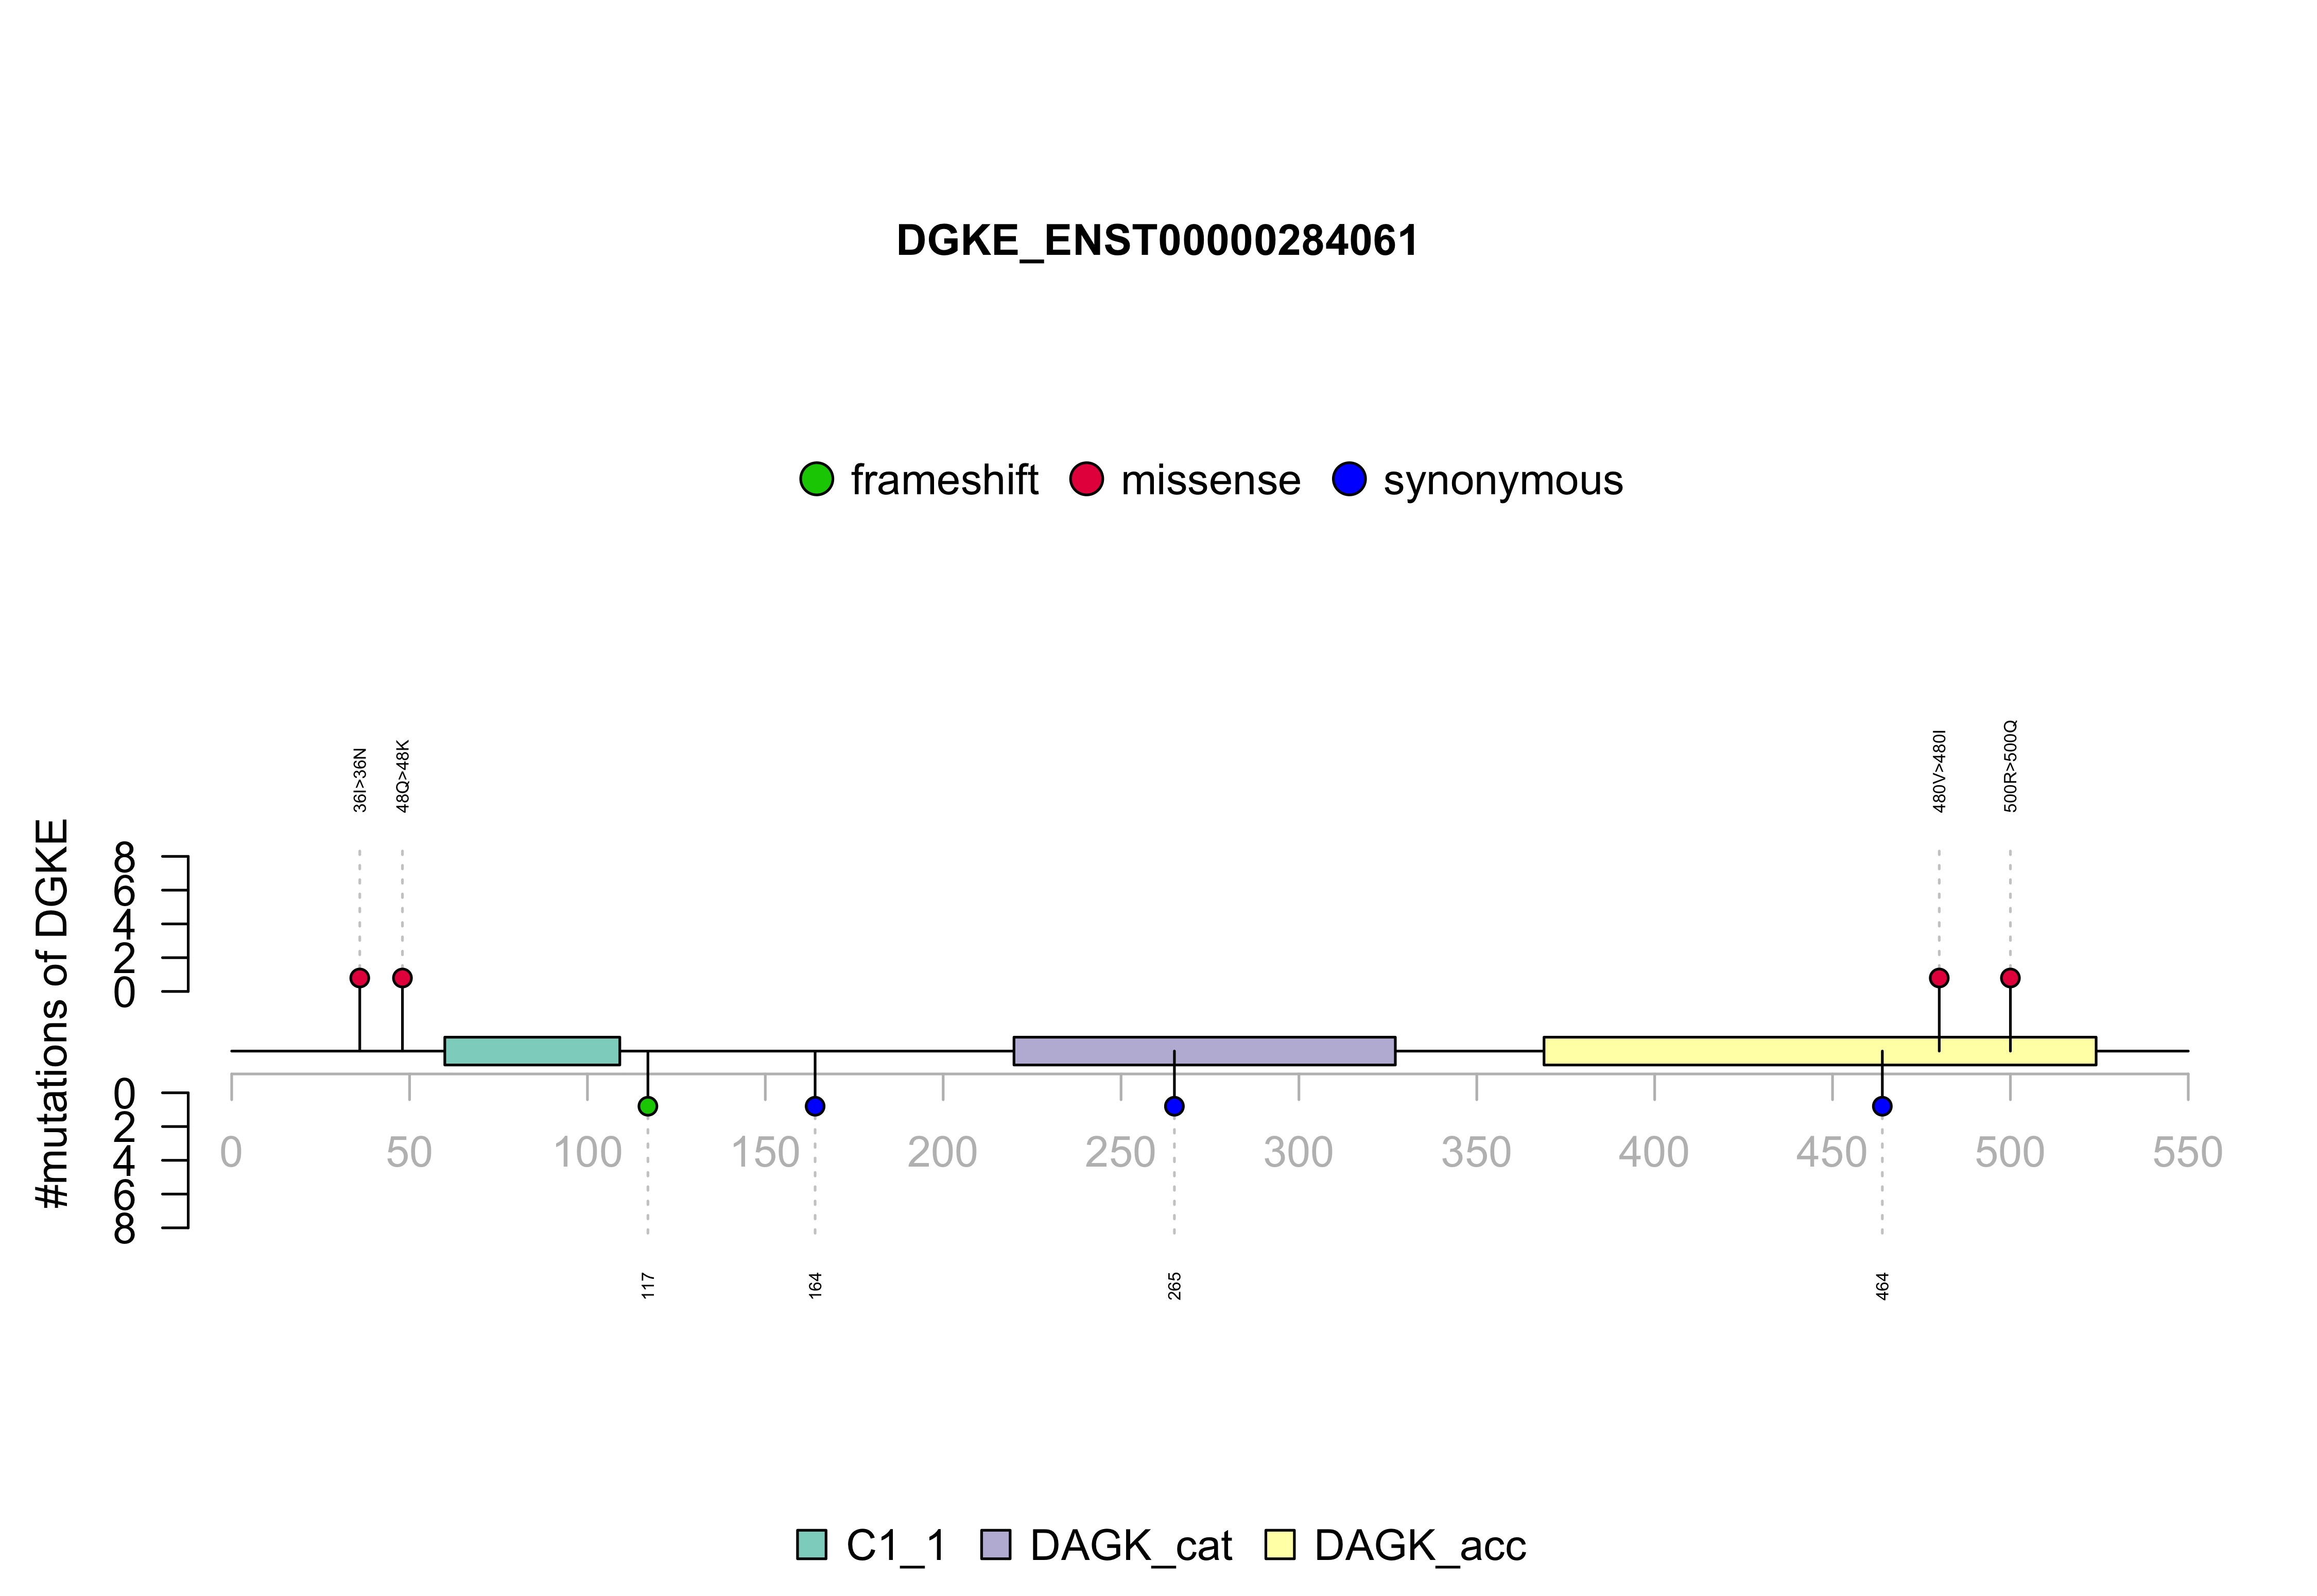 DGKE_ENST00000284061
frameshift missense synonymous
36I>36N 48Q>48K 480V>480I 500R>500Q
#mutations of DGKE
8
6
4
2
0
0
2
4
6
8
0 50 100 150 200 250 300 350 400 450 500 550
117 164 265 464
C1_1 DAGK_cat DAGK_acc